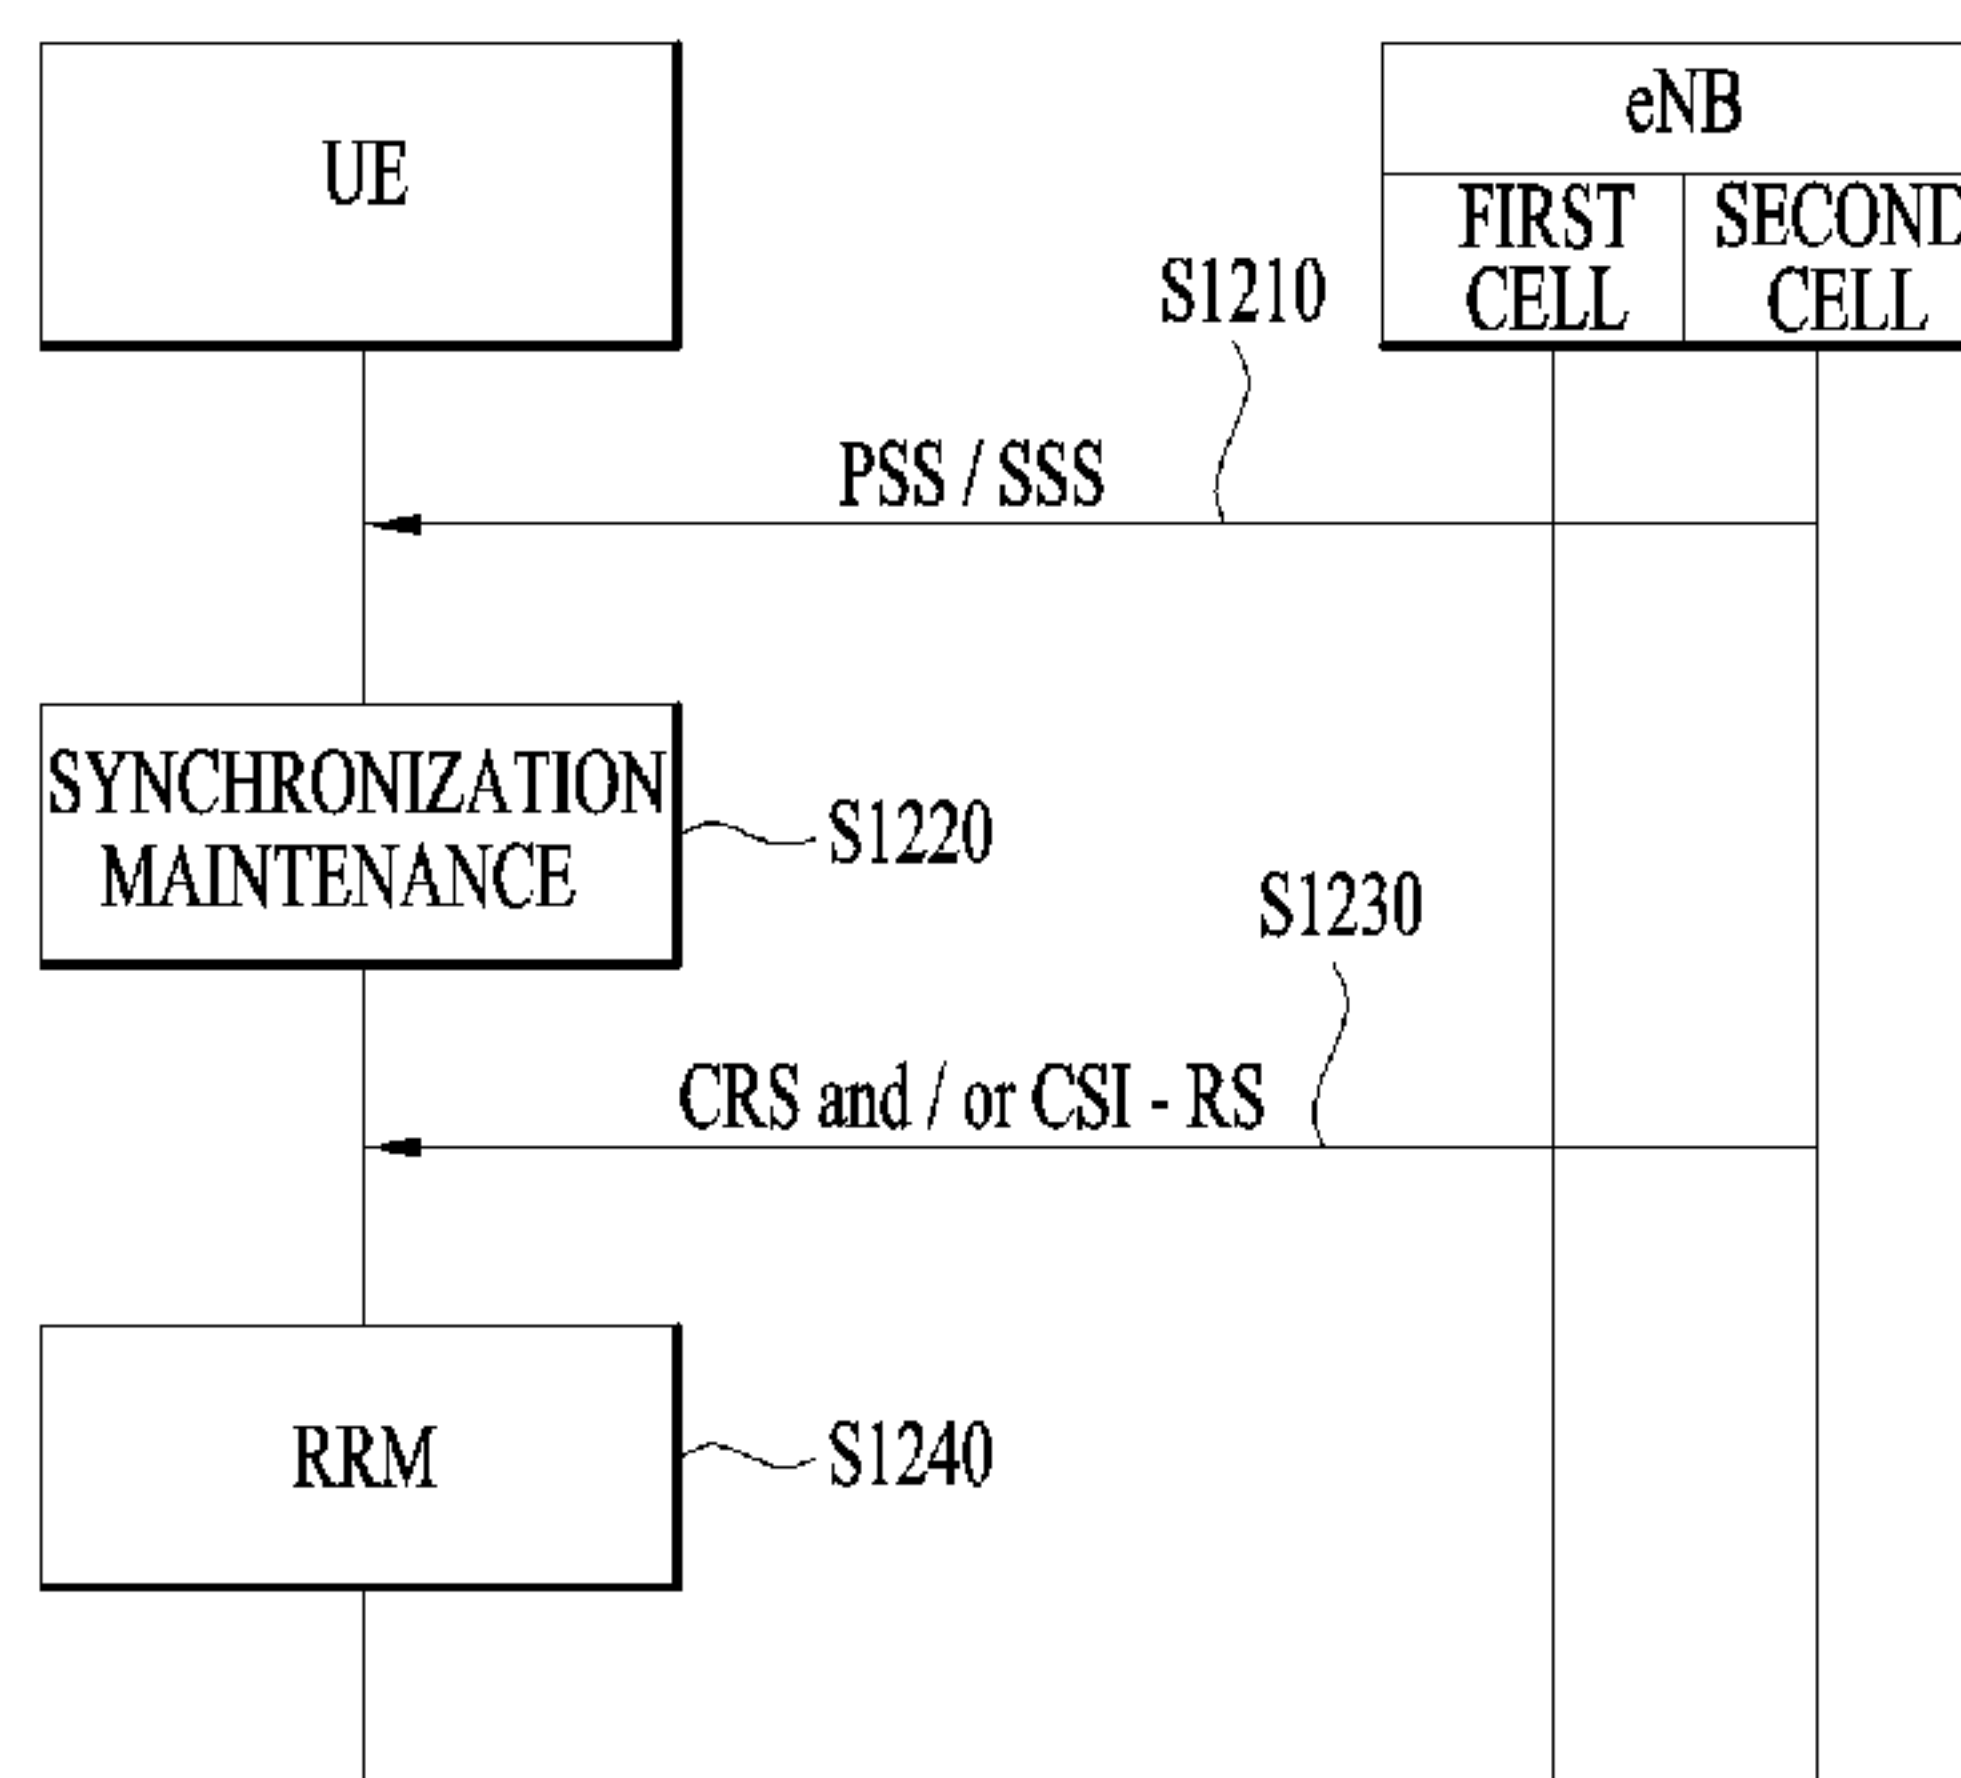 UE
eNB
FIRST
CELL
SECOND
CELL
S1210
PSS / SSS
SYNCHRONIZATION
MAINTENANCE
S1220
S1230
CRS and / or CSI - RS
RRM
S1240